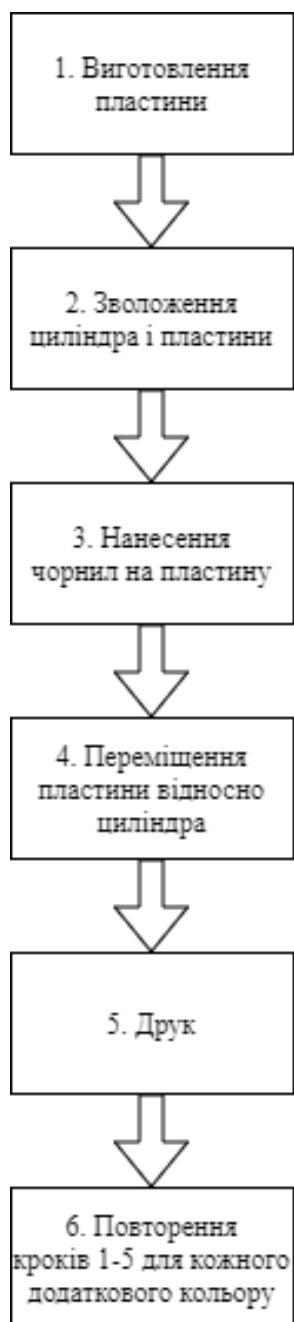 1. Виготовлення
пластини
2. Зволоження
циліндра і пластини
3. Нанесення
чорнил на пластину
4. Переміщення
пластини відносно
циліндра
5. Друк
6. Повторення
кроків 1-5 для кожного
додаткового кольору